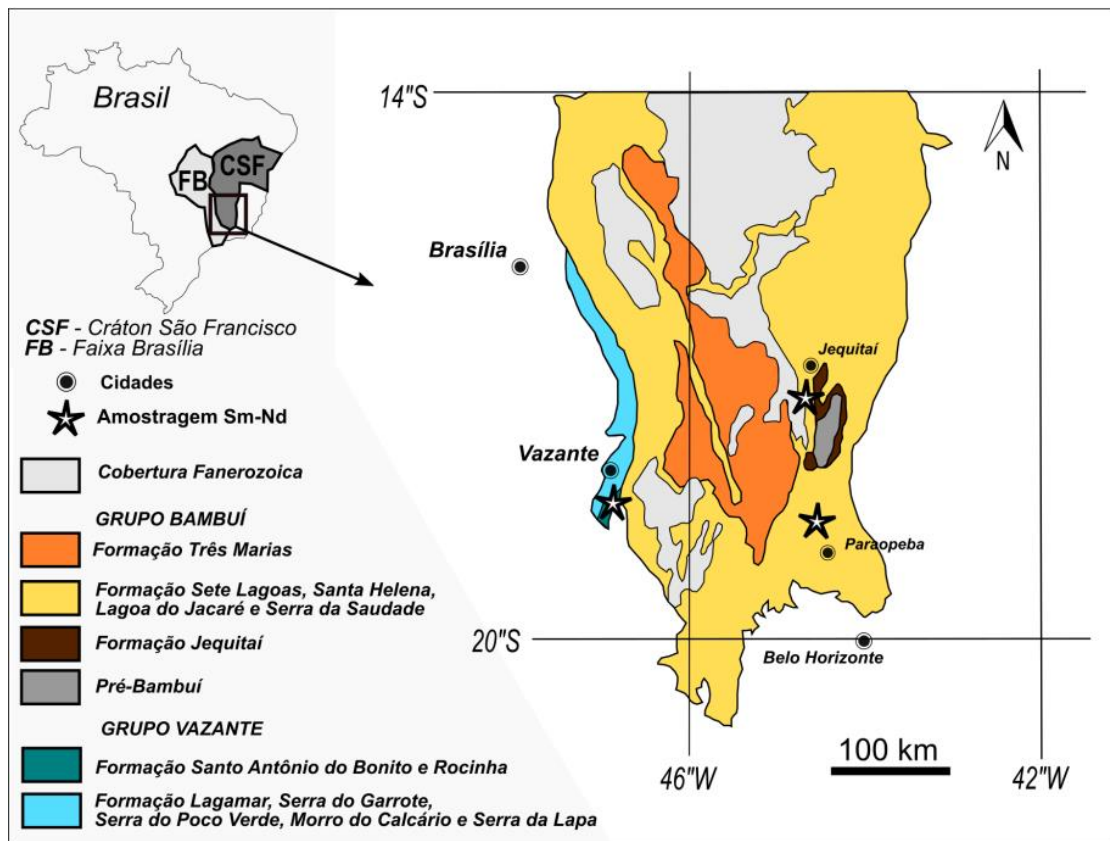 Brasil
CSF
FB
CSF - Cráton São Francisco
FB - Faixa Brasília
Cidades
Amostragem Sm-Nd
Cobertura Fanerozoica
GRUPO BAMBUÍ
Formação Três Marias
Formação Sete Lagoas, Santa Helena,
Lagoa do Jacaré e Serra da Saudade
Formação Jequitaí
Pré-Bambuí
GRUPO VAZANTE
Formação Santo Antônio do Bonito e Rocinha
Formação Lagamar, Serra do Garrote,
Serra do Poco Verde, Morro do Calcário e Serra da Lapa
14"S
N
Brasília
Jequitaí
Vazante
Paraopeba
20"S
Belo Horizonte
100 km
46"W
42"W